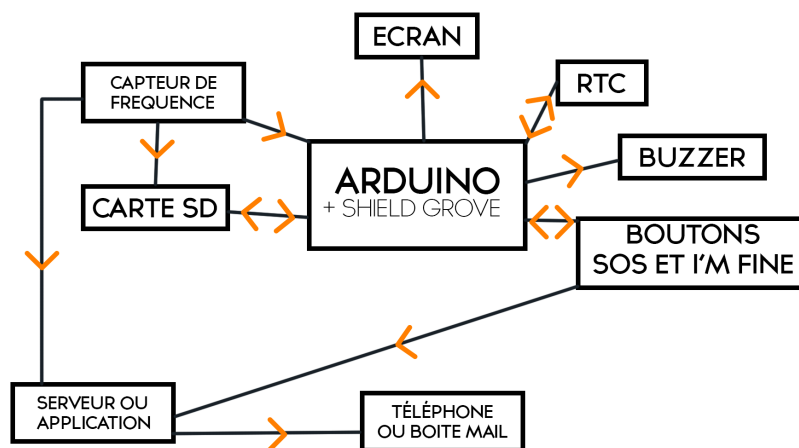 ECRAN
CAPTEUR DE
FREQUENCE
RTC
BUZZER
ARDUINO
+ SHIELD GROVE
CARTE SD
BOUTONS
SOS ET I'M FINE
SERVEUR OU
APPLICATION
TÉLÉPHONE
OU BOITE MAIL